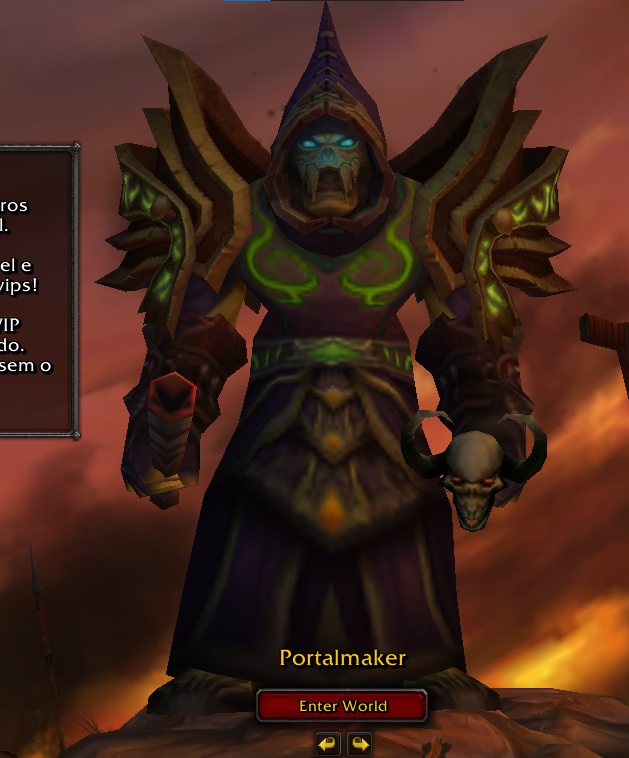 ros
l.
el e
vips!
VIP
do.
sem o
Portalmaker
Enter World